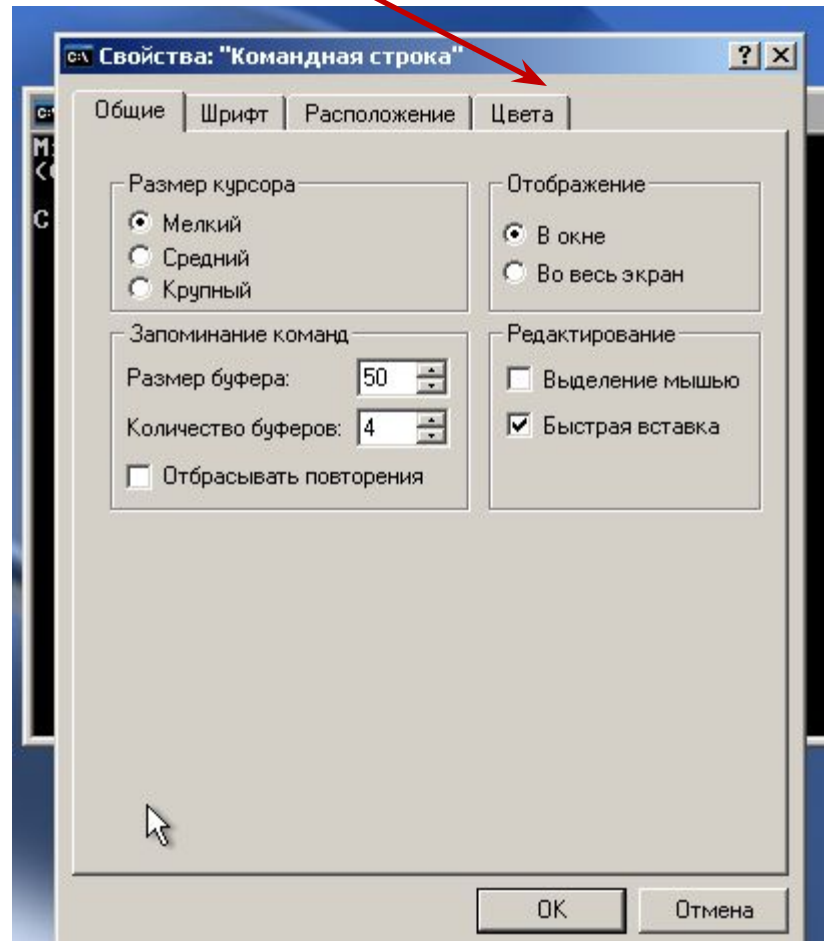 Свойства: "Командная строка"
Общие Шрифт Расположение Цвета
Размер курсора
Мелкий
Средний
Крупный
Отображение
В окне
Во весь экран
Запоминание команд
Размер буфера: 50
Количество буферов: 4
Отбрасывать повторения
Редактирование
Выделение мышью
Быстрая вставка
OK Отмена